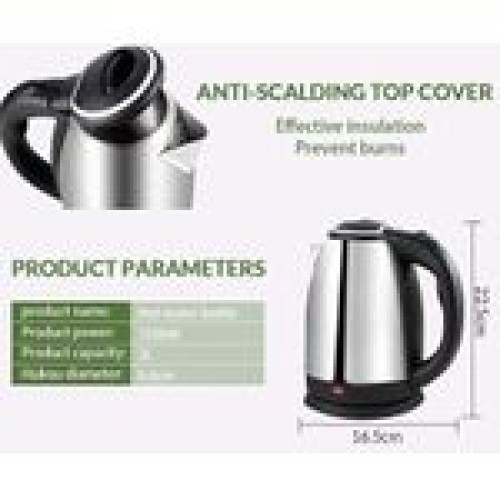 ANTI-SCALDING TOP COVER
Effective insulation
Prevent burns
PRODUCT PARAMETERS
product name:
Product power:
Product capacity:
diameter:
16.5cm